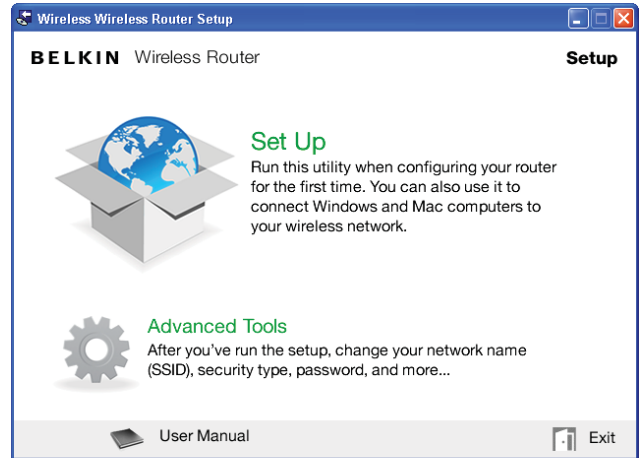 Wireless Wireless Router Setup
BELKIN Wireless Router
Setup
Set Up
Run this utility when configuring your router
for the first time. You can also use it to
connect Windows and Mac computers to
your wireless network.
Advanced Tools
After you've run the setup, change your network name
(SSID), security type, password, and more...
User Manual
Exit